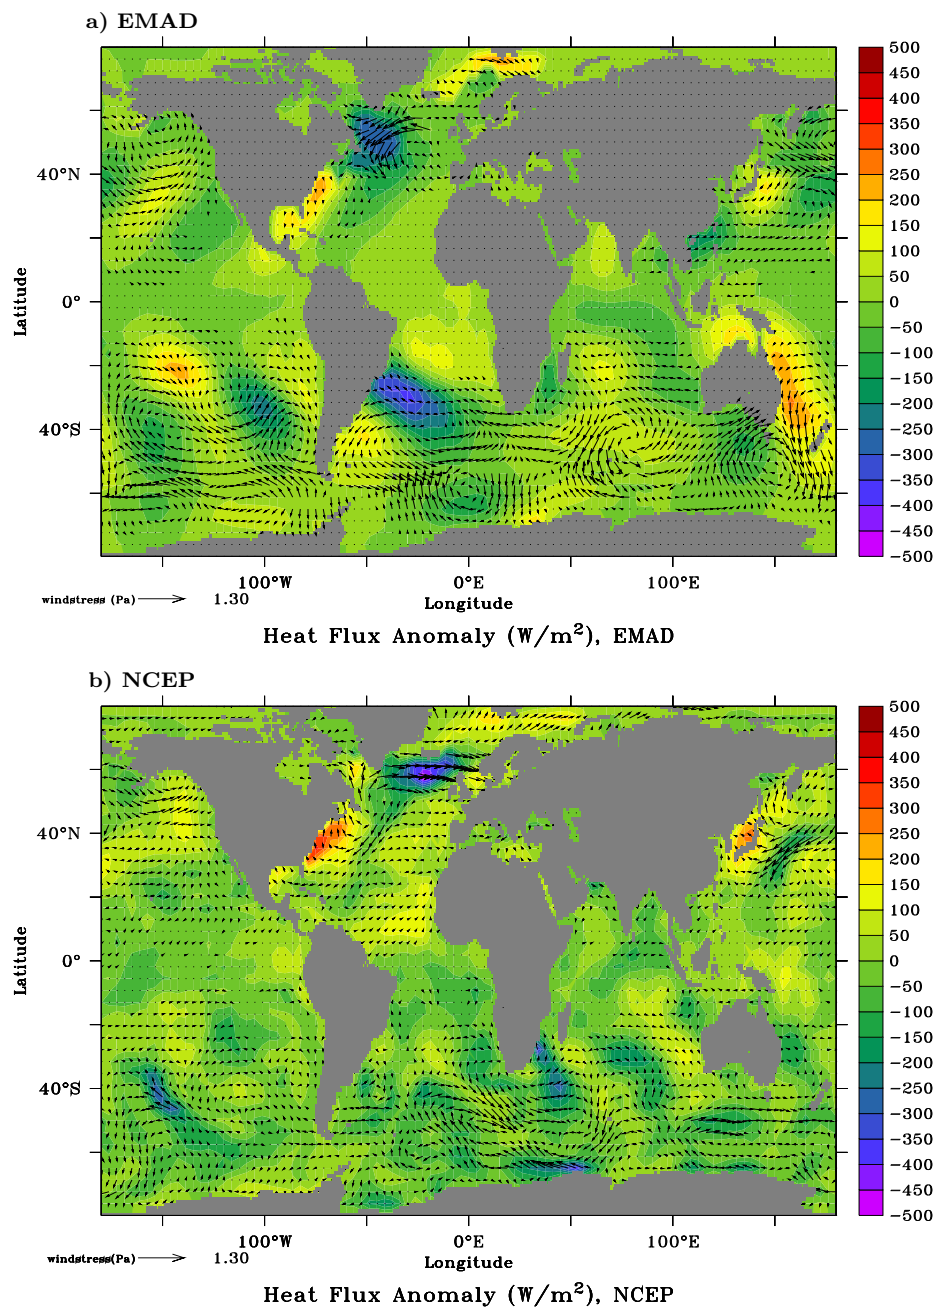 a) EMAD
500
450
400
350
300
250
200
150
100
50
0
−50
−100
−150
−200
−250
−300
−350
−400
−450
−500
40°N
0°
40°S
Latitude
100°W 0°E 100°E
Longitude
windstress (Pa) 1.30
Heat Flux Anomaly (W/m²), EMAD
b) NCEP
500
450
400
350
300
250
200
150
100
50
0
−50
−100
−150
−200
−250
−300
−350
−400
−450
−500
40°N
0°
40°S
Latitude
100°W 0°E 100°E
Longitude
windstress(Pa) 1.30
Heat Flux Anomaly (W/m²), NCEP